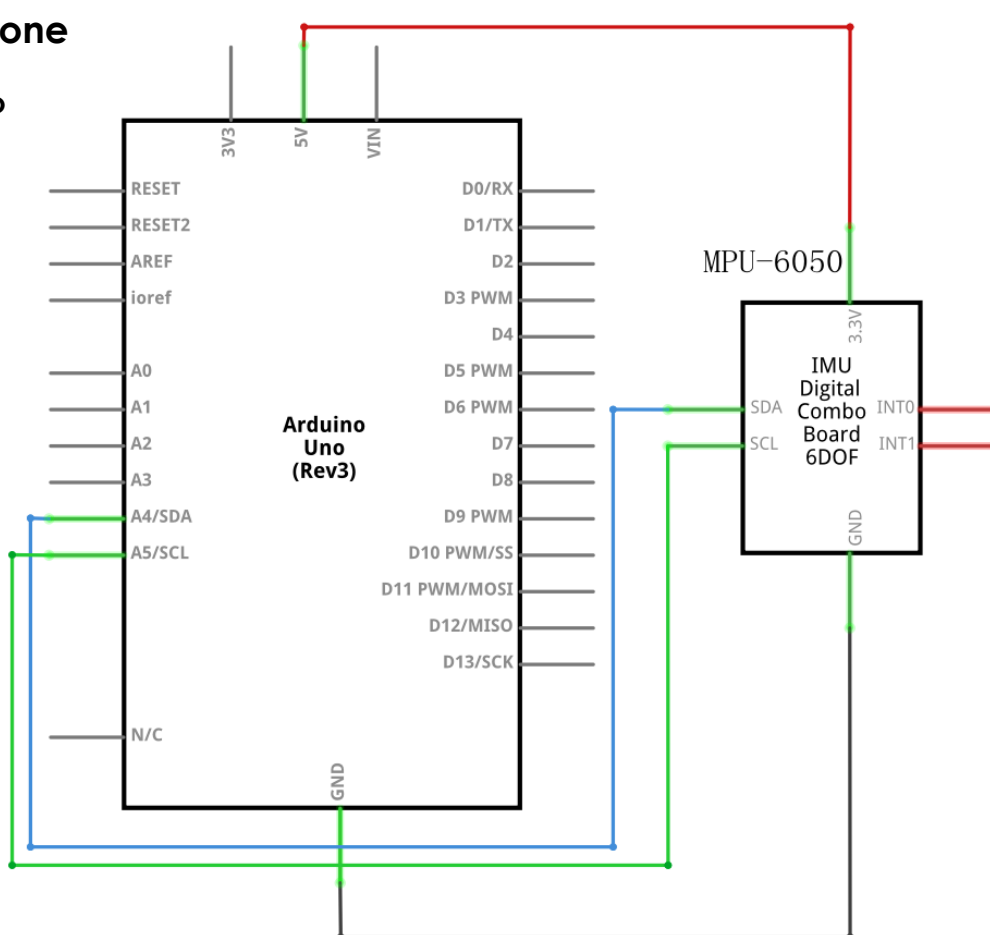 one
3V3
5V
VIN
RESET
RESET2
AREF
ioref
A0
A1
A2
A3
A4/SDA
A5/SCL
N/C
Arduino
Uno
(Rev3)
D0/RX
D1/TX
D2
D3 PWM
D4
D5 PWM
D6 PWM
D7
D8
D9 PWM
D10 PWM/SS
D11 PWM/MOSI
D12/MISO
D13/SCK
GND
MPU-6050
3.3V
IMU
Digital
Combo
Board
6DOF
SDA
SCL
INT0
INT1
GND